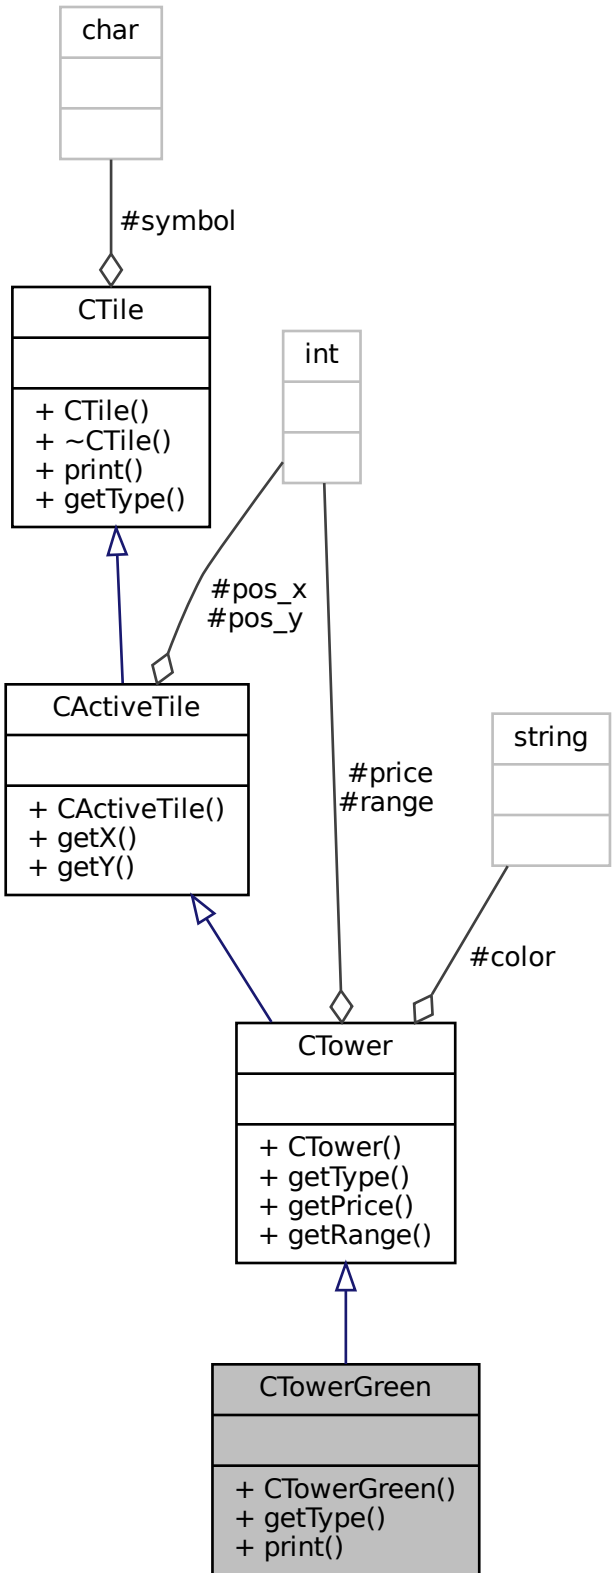 char
#symbol
CTile
+ CTile()
+ ~CTile()
+ print()
+ getType()
int
#pos_x
#pos_y
CActiveTile
+ CActiveTile()
+ getX()
+ getY()
string
#price
#range
#color
CTower
+ CTower()
+ getType()
+ getPrice()
+ getRange()
CTowerGreen
+ CTowerGreen()
+ getType()
+ print()